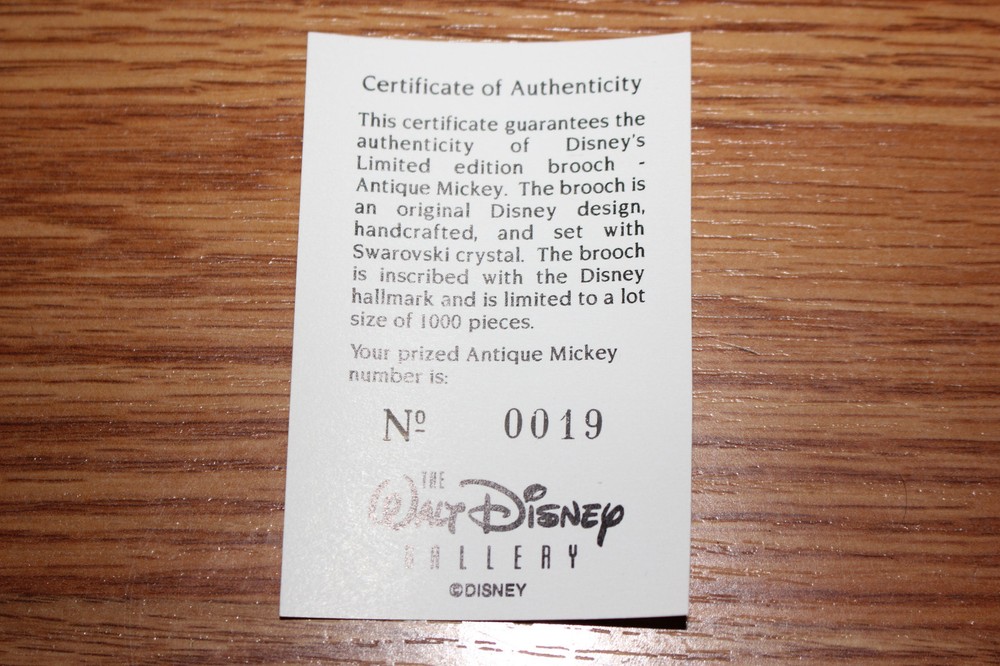 Certificate of Authenticity
This certificate guarantees the
authenticity of Disney's
Limited edition brooch -
Antique Mickey. The brooch is
an original Disney design,
handcrafted, and set with
Swarovski crystal. The brooch
is inscribed with the Disney
hallmark and is limited to a lot
size of 1000 pieces.
Your prized Antique Mickey
number is:
Nº 0019
THE
WALT DISNEY
GALLERY
©DISNEY